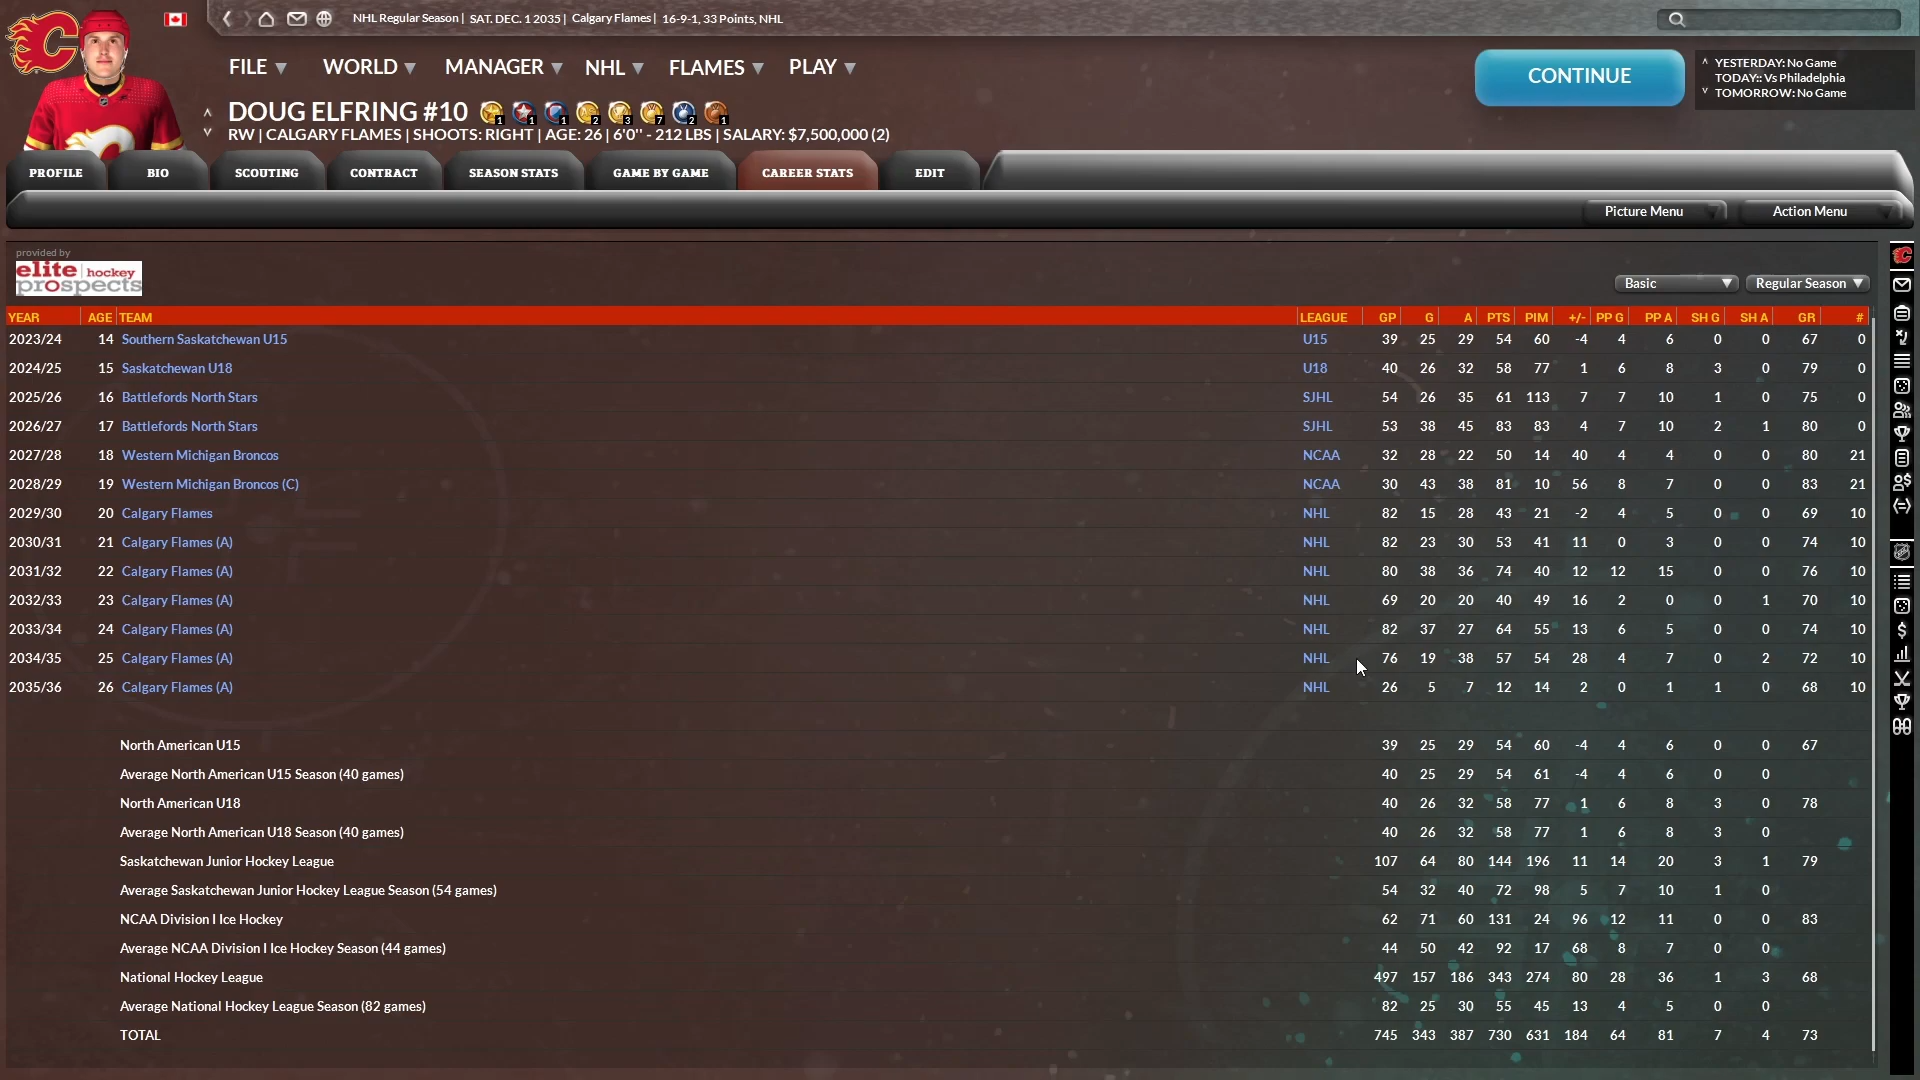 NHL Regular Season | SAT. DEC. 1 2035 | Calgary Flames | 16-9-1, 33 Points, NHL
FILE WORLD MANAGER NHL FLAMES PLAY
CONTINUE
YESTERDAY: No Game
TODAY:: Vs Philadelphia
TOMORROW: No Game
DOUG ELFRING #10 1 1 1 2 3 7 2 1
RW | CALGARY FLAMES | SHOOTS: RIGHT | AGE: 26 | 6'0'' - 212 LBS | SALARY: $7,500,000 (2)
PROFILE BIO SCOUTING CONTRACT SEASON STATS GAME BY GAME CAREER STATS EDIT
Picture Menu Action Menu
provided by
elite hockey
prospects
Basic Regular Season
YEAR AGE TEAM LEAGUE GP G A PTS PIM +/- PP G PP A SH G SH A GR #
2023/24 14 Southern Saskatchewan U15 U15 39 25 29 54 60 -4 4 6 0 0 67 0
2024/25 15 Saskatchewan U18 U18 40 26 32 58 77 1 6 8 3 0 79 0
2025/26 16 Battlefords North Stars SJHL 54 26 35 61 113 7 7 10 1 0 75 0
2026/27 17 Battlefords North Stars SJHL 53 38 45 83 83 4 7 10 2 1 80 0
2027/28 18 Western Michigan Broncos NCAA 32 28 22 50 14 40 4 4 0 0 80 21
2028/29 19 Western Michigan Broncos (C) NCAA 30 43 38 81 10 56 8 7 0 0 83 21
2029/30 20 Calgary Flames NHL 82 15 28 43 21 -2 4 5 0 0 69 10
2030/31 21 Calgary Flames (A) NHL 82 23 30 53 41 11 0 3 0 0 74 10
2031/32 22 Calgary Flames (A) NHL 80 38 36 74 40 12 12 15 0 0 76 10
2032/33 23 Calgary Flames (A) NHL 69 20 20 40 49 16 2 0 0 1 70 10
2033/34 24 Calgary Flames (A) NHL 82 37 27 64 55 13 6 5 0 0 74 10
2034/35 25 Calgary Flames (A) NHL 76 19 38 57 54 28 4 7 0 2 72 10
2035/36 26 Calgary Flames (A) NHL 26 5 7 12 14 2 0 1 1 0 68 10
North American U15 39 25 29 54 60 -4 4 6 0 0 67
Average North American U15 Season (40 games) 40 25 29 54 61 -4 4 6 0 0
North American U18 40 26 32 58 77 1 6 8 3 0 78
Average North American U18 Season (40 games) 40 26 32 58 77 1 6 8 3 0
Saskatchewan Junior Hockey League 107 64 80 144 196 11 14 20 3 1 79
Average Saskatchewan Junior Hockey League Season (54 games) 54 32 40 72 98 5 7 10 1 0
NCAA Division I Ice Hockey 62 71 60 131 24 96 12 11 0 0 83
Average NCAA Division I Ice Hockey Season (44 games) 44 50 42 92 17 68 8 7 0 0
National Hockey League 497 157 186 343 274 80 28 36 1 3 68
Average National Hockey League Season (82 games) 82 25 30 55 45 13 4 5 0 0
TOTAL 745 343 387 730 631 184 64 81 7 4 73